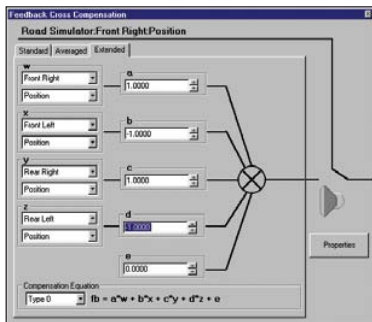 Feedback Cross Compensation
Road Simulator:Front Right:Position
Standard Averaged Extended
w
Front Right
Position
a
1.0000
x
Front Left
Position
b
-1.0000
y
Rear Right
Position
c
1.0000
z
Rear Left
Position
d
-1.0000
e
0.0000
Properties
Compensation Equation
Type 0
fb = a*w + b*x + c*y + d*z + e